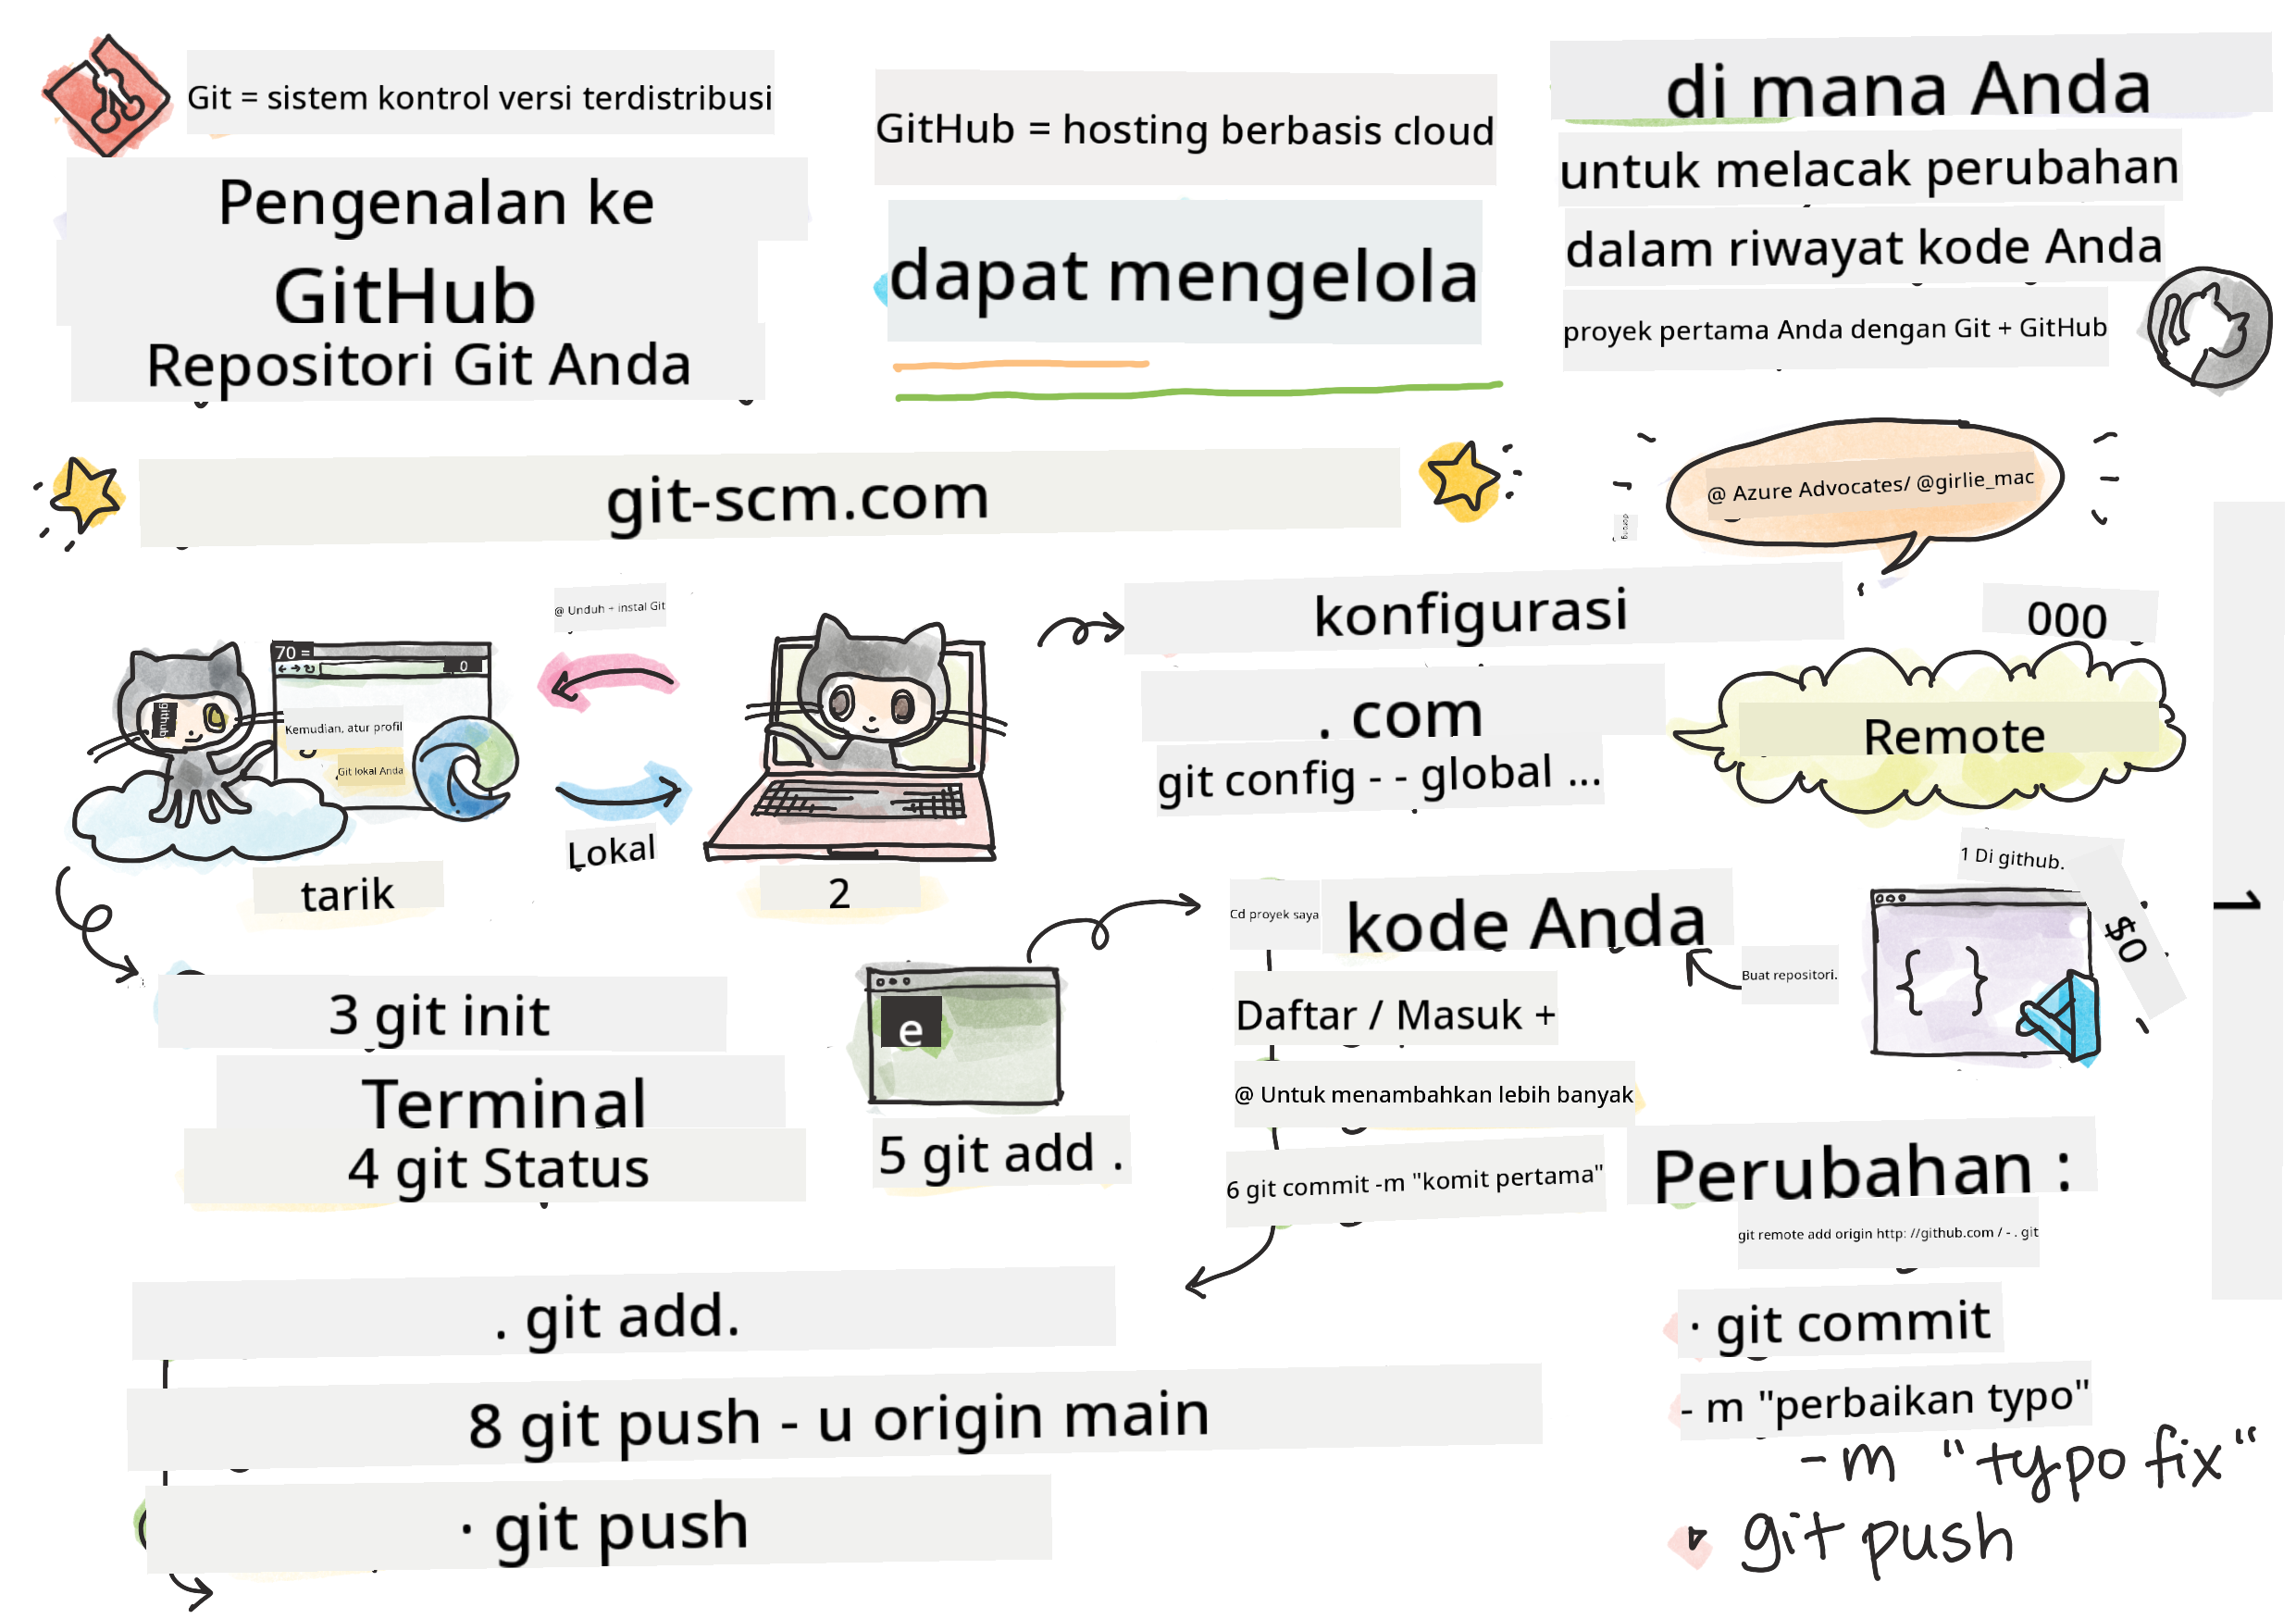 Git = sistem kontrol versi terdistribusi
Pengenalan ke
GitHub
Repositori Git Anda
GitHub = hosting berbasis cloud
dapat mengelola
di mana Anda
untuk melacak perubahan
dalam riwayat kode Anda
proyek pertama Anda dengan Git + GitHub
git-scm.com
@ Azure Advocates/ @girlie_mac
dorong
@ Unduh + instal Git
70 =
0
github
Kemudian, atur profil
Git lokal Anda
Lokal
tarik
2
konfigurasi
. com
git config - - global ...
000
Remote
1 Di github.
$0
1
3 git init
Terminal
4 git Status
e
5 git add .
Cd proyek saya
kode Anda
Buat repositori.
{ }
Daftar / Masuk +
@ Untuk menambahkan lebih banyak
6 git commit -m "komit pertama"
Perubahan :
git remote add origin http: //github.com / - . git
. git add.
8 git push - u origin main
· git push
· git commit
- m "perbaikan typo"
-m "typo fix"
git push